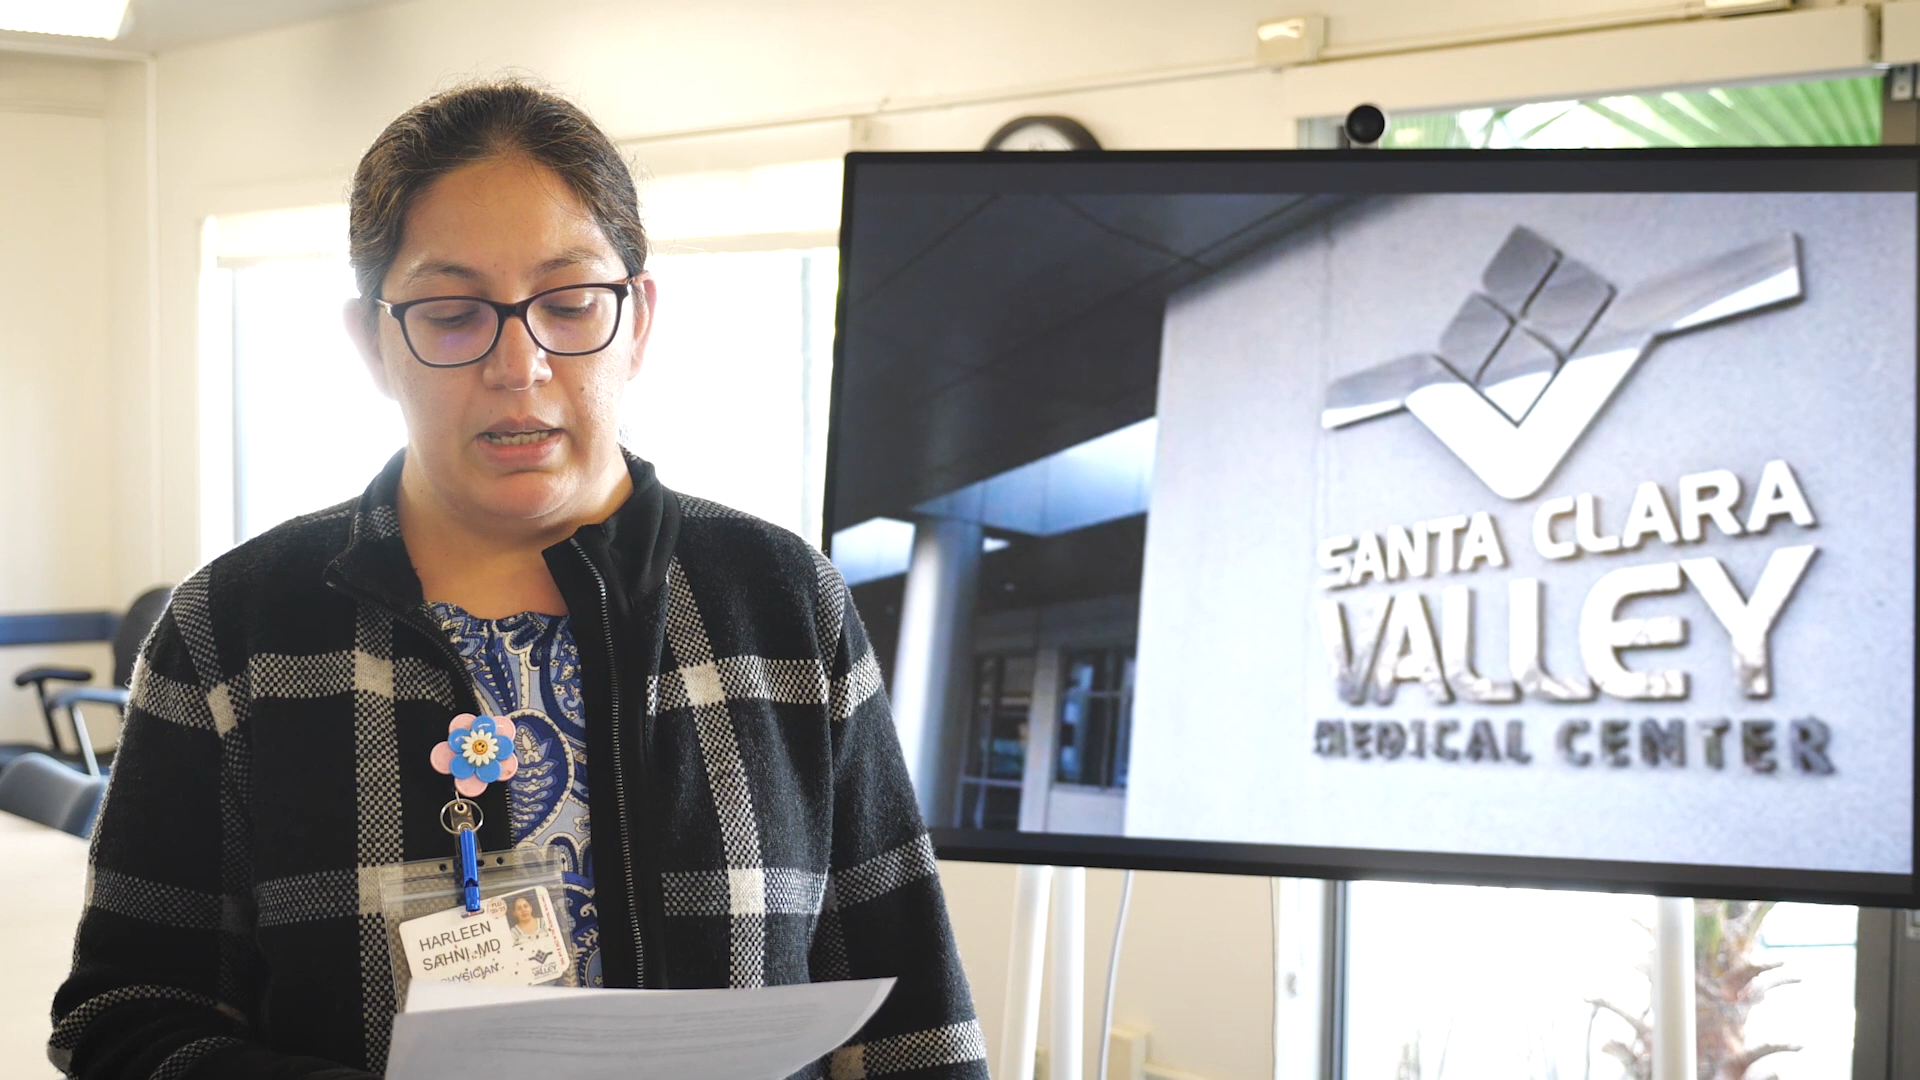 SANTA CLARA
VALLEY
MEDICAL CENTER
HARLEEN
SAHNI, MD
PHYSICIAN
VALLEY